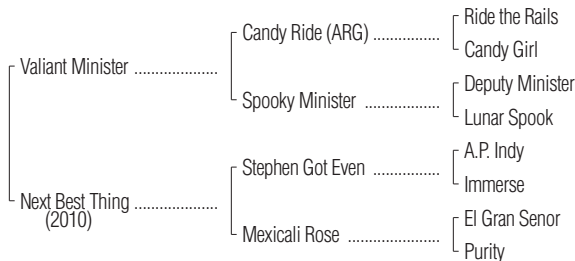 Ride the Rails
Candy Ride (ARG) ................
Candy Girl
Valiant Minister ....................
Deputy Minister
Spooky Minister ..................
Lunar Spook
A.P. Indy
Stephen Got Even ................
Immerse
Next Best Thing ....................
(2010)
El Gran Senor
Mexicali Rose ......................
Purity